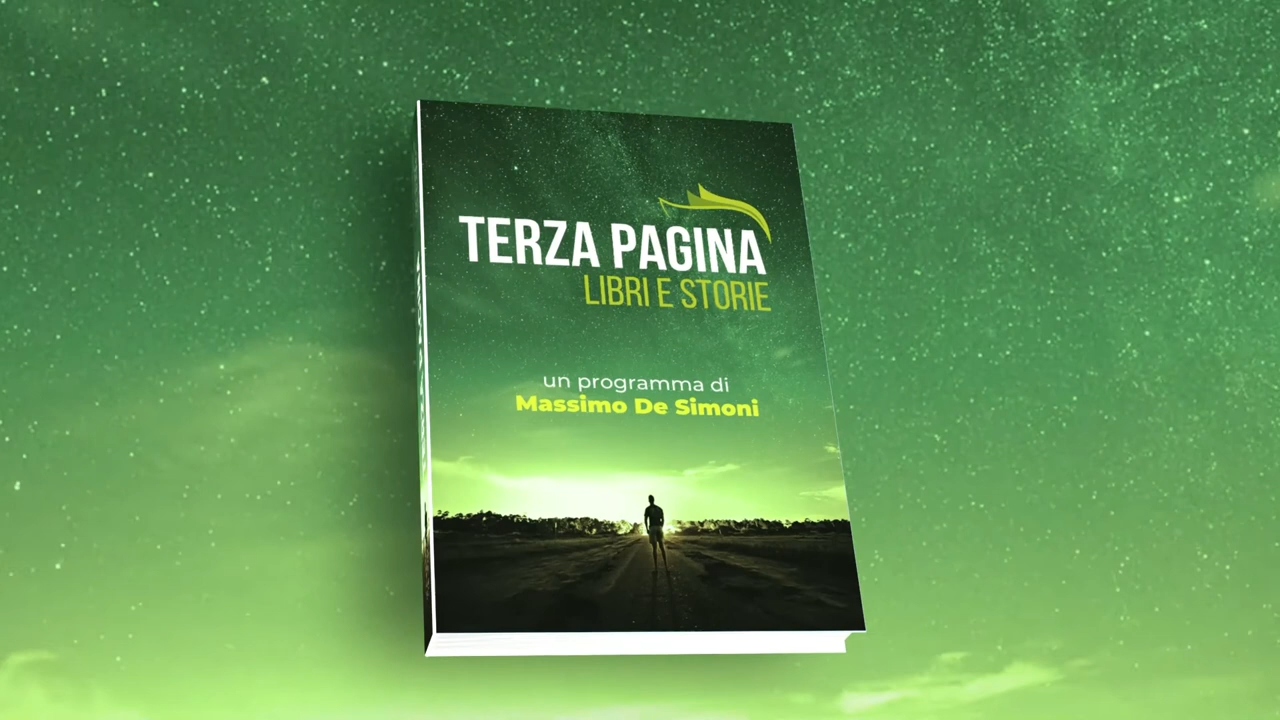 TERZA PAGINA
LIBRI E STORIE
un programma di
Massimo De Simoni